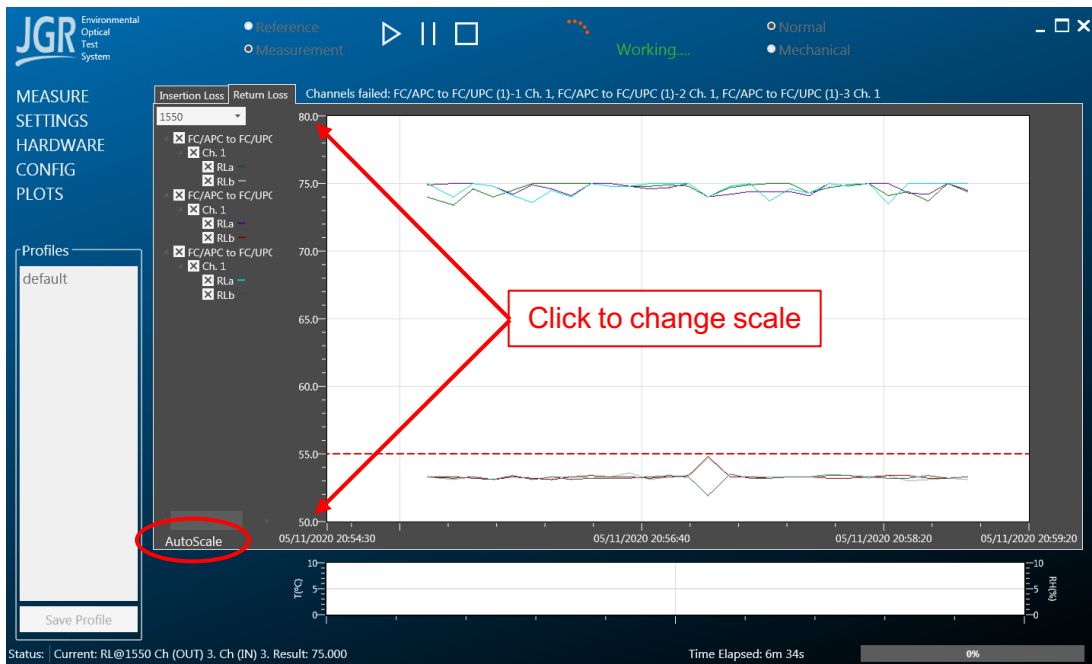 JGR Environmental
Optical
Test
System
Reference
Measurement
Working....
Normal
Mechanical
MEASURE
SETTINGS
HARDWARE
CONFIG
PLOTS
Profiles
default
Save Profile
Insertion Loss Return Loss Channels failed: FC/APC to FC/UPC (1)-1 Ch. 1, FC/APC to FC/UPC (1)-2 Ch. 1, FC/APC to FC/UPC (1)-3 Ch. 1
1550
FC/APC to FC/UPC
Ch. 1
RLa
RLb
FC/APC to FC/UPC
Ch. 1
RLa
RLb
FC/APC to FC/UPC
Ch. 1
RLa
RLb
AutoScale
80.0
75.0
70.0
65.0
60.0
55.0
50.0
Click to change scale
05/11/2020 20:54:30 05/11/2020 20:56:40 05/11/2020 20:58:20 05/11/2020 20:59:20
T(ºC)
10
5
0
10
5
0
RH(%)
Status: Current: RL@1550 Ch (OUT) 3. Ch (IN) 3. Result: 75.000 Time Elapsed: 6m 34s 0%